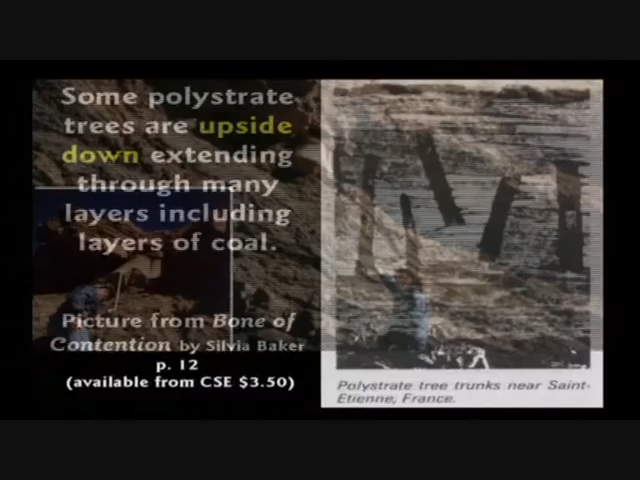 Some polystrate
trees are upside
down extending
through many
layers including
layers of coal.
Picture from Bone of
Contention by Silvia Baker
p. 12
(available from CSE $3.50)
Polystrate tree trunks near Saint-
Etienne, France.